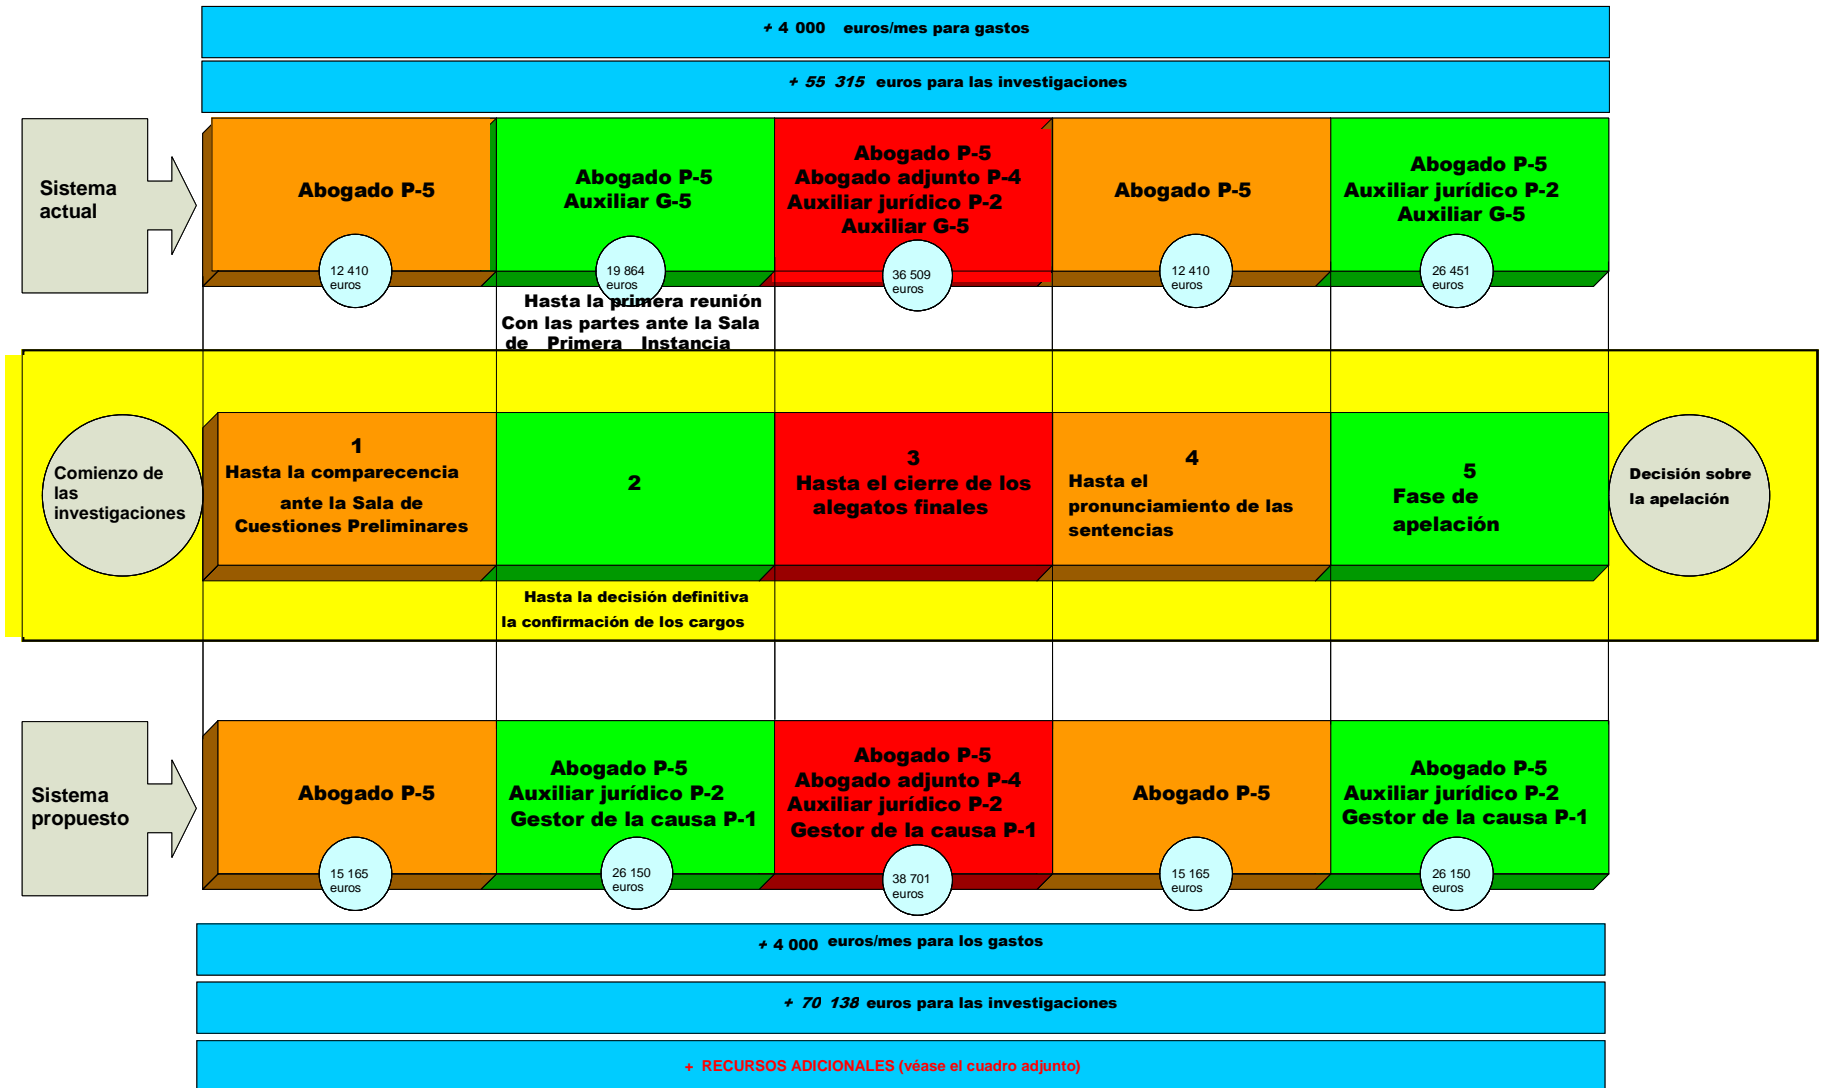 + 4 000 euros/mes para gastos
+ 55 315 euros para las investigaciones
Sistema
actual
Abogado P-5
12 410
euros
Abogado P-5
Auxiliar G-5
19 864
euros
Abogado P-5
Abogado adjunto P-4
Auxiliar jurídico P-2
Auxiliar G-5
36 509
euros
Abogado P-5
12 410
euros
Abogado P-5
Auxiliar jurídico P-2
Auxiliar G-5
26 451
euros
Hasta la primera reunión
Con las partes ante la Sala
de Primera Instancia
Comienzo de
las
investigaciones
1
Hasta la comparecencia
ante la Sala de
Cuestiones Preliminares
2
3
Hasta el cierre de los
alegatos finales
4
Hasta el
pronunciamiento de las
sentencias
5
Fase de
apelación
Decisión sobre
la apelación
Hasta la decisión definitiva
la confirmación de los cargos
Sistema
propuesto
Abogado P-5
15 165
euros
Abogado P-5
Auxiliar jurídico P-2
Gestor de la causa P-1
26 150
euros
Abogado P-5
Abogado adjunto P-4
Auxiliar jurídico P-2
Gestor de la causa P-1
38 701
euros
Abogado P-5
15 165
euros
Abogado P-5
Auxiliar jurídico P-2
Gestor de la causa P-1
26 150
euros
+ 4 000 euros/mes para los gastos
+ 70 138 euros para las investigaciones
+ RECURSOS ADICIONALES (véase el cuadro adjunto)